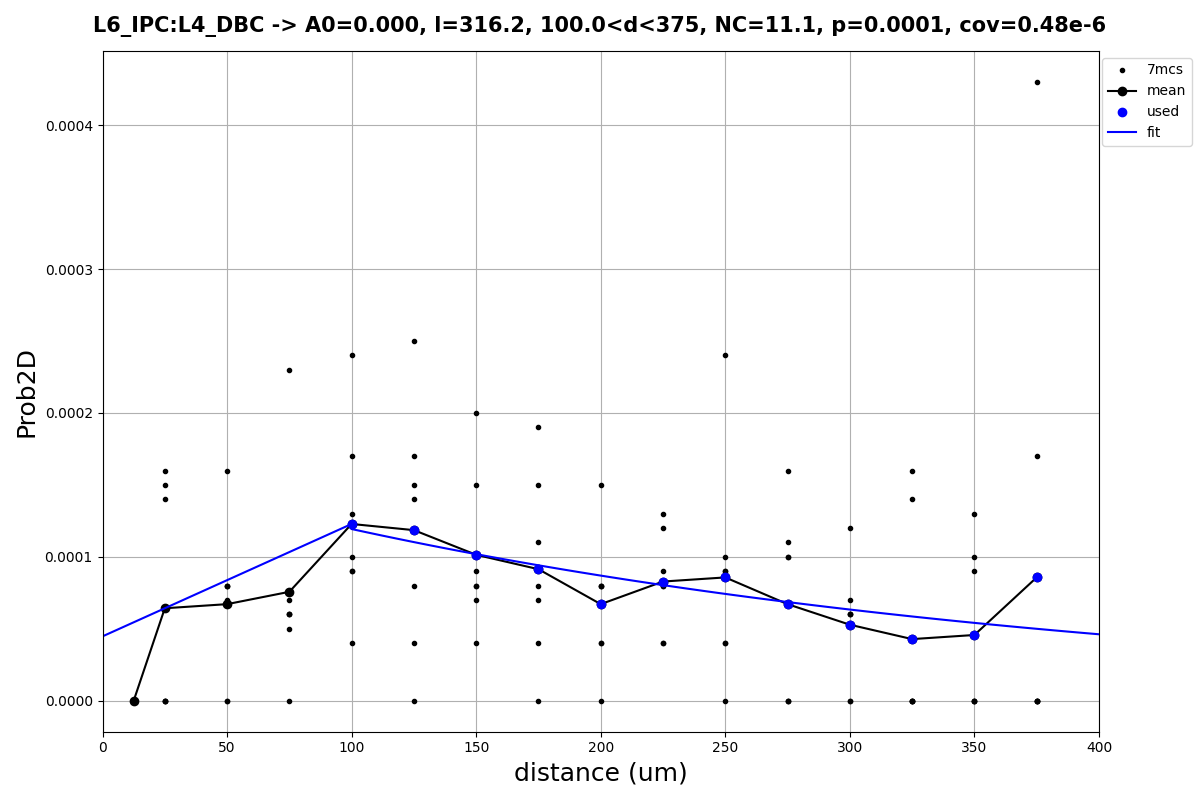 L6_IPC:L4_DBC -> A0=0.000, l=316.2, 100.0<d<375, NC=11.1, p=0.0001, cov=0.48e-6
7mcs
mean
used
fit
0.0004
0.0003
0.0002
0.0001
0.0000
Prob2D
0 50 100 150 200 250 300 350 400
distance (um)